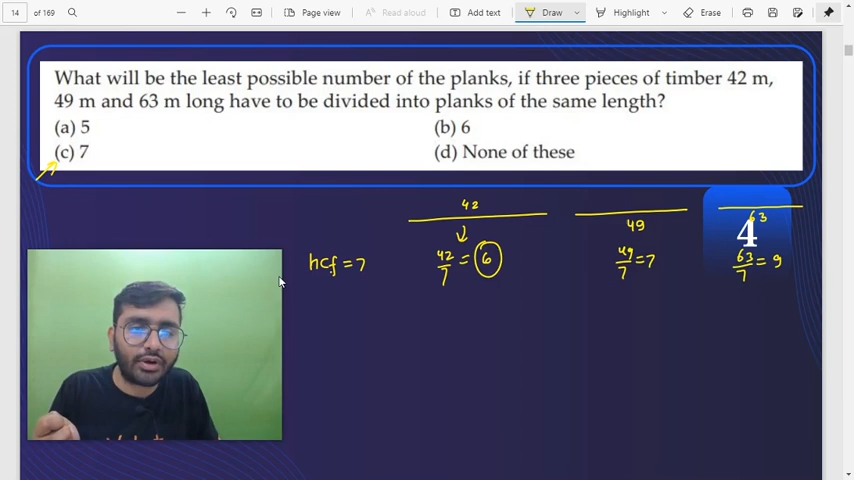 14 of 169 Page view Read aloud Add text Draw Highlight Erase Share
What will be the least possible number of the planks, if three pieces of timber 42 m,
49 m and 63 m long have to be divided into planks of the same length?
(a) 5 (b) 6
(c) 7 (d) None of these
42 49 63
4
hcf = 7 42/7 = 6 49/7 = 7 63/7 = 9